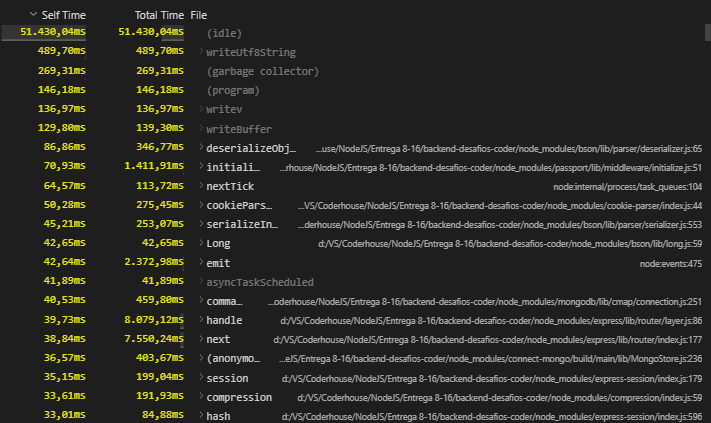 Self Time Total Time File
51.430,04ms 51.430,04ms (idle)
489,70ms 489,70ms writeUtf8String
269,31ms 269,31ms (garbage collector)
146,18ms 146,18ms (program)
136,97ms 136,97ms writev
129,80ms 139,30ms writeBuffer
86,86ms 346,77ms deserializeObj… …use/NodeJS/Entrega 8-16/backend-desafios-coder/node_modules/bson/lib/parser/deserializer.js:65
70,93ms 1.411,91ms initiali… …rhouse/NodeJS/Entrega 8-16/backend-desafios-coder/node_modules/passport/lib/middleware/initialize.js:51
64,57ms 113,72ms nextTick node:internal/process/task_queues:104
50,28ms 275,45ms cookiePars… …VS/Coderhouse/NodeJS/Entrega 8-16/backend-desafios-coder/node_modules/cookie-parser/index.js:44
45,21ms 253,07ms serializeIn… …derhouse/NodeJS/Entrega 8-16/backend-desafios-coder/node_modules/bson/lib/parser/serializer.js:553
42,65ms 42,65ms Long d:/VS/Coderhouse/NodeJS/Entrega 8-16/backend-desafios-coder/node_modules/bson/lib/long.js:59
42,64ms 2.372,98ms emit node:events:475
41,89ms 41,89ms asyncTaskScheduled
40,53ms 459,80ms comma… …oderhouse/NodeJS/Entrega 8-16/backend-desafios-coder/node_modules/mongodb/lib/cmap/connection.js:251
39,73ms 8.079,12ms handle d:/VS/Coderhouse/NodeJS/Entrega 8-16/backend-desafios-coder/node_modules/express/lib/router/layer.js:86
38,84ms 7.550,24ms next d:/VS/Coderhouse/NodeJS/Entrega 8-16/backend-desafios-coder/node_modules/express/lib/router/index.js:177
36,57ms 403,67ms (anonymo… …eJS/Entrega 8-16/backend-desafios-coder/node_modules/connect-mongo/build/main/lib/MongoStore.js:236
35,15ms 199,04ms session d:/VS/Coderhouse/NodeJS/Entrega 8-16/backend-desafios-coder/node_modules/express-session/index.js:179
33,61ms 191,93ms compression d:/VS/Coderhouse/NodeJS/Entrega 8-16/backend-desafios-coder/node_modules/compression/index.js:59
33,01ms 84,88ms hash d:/VS/Coderhouse/NodeJS/Entrega 8-16/backend-desafios-coder/node_modules/express-session/index.js:596